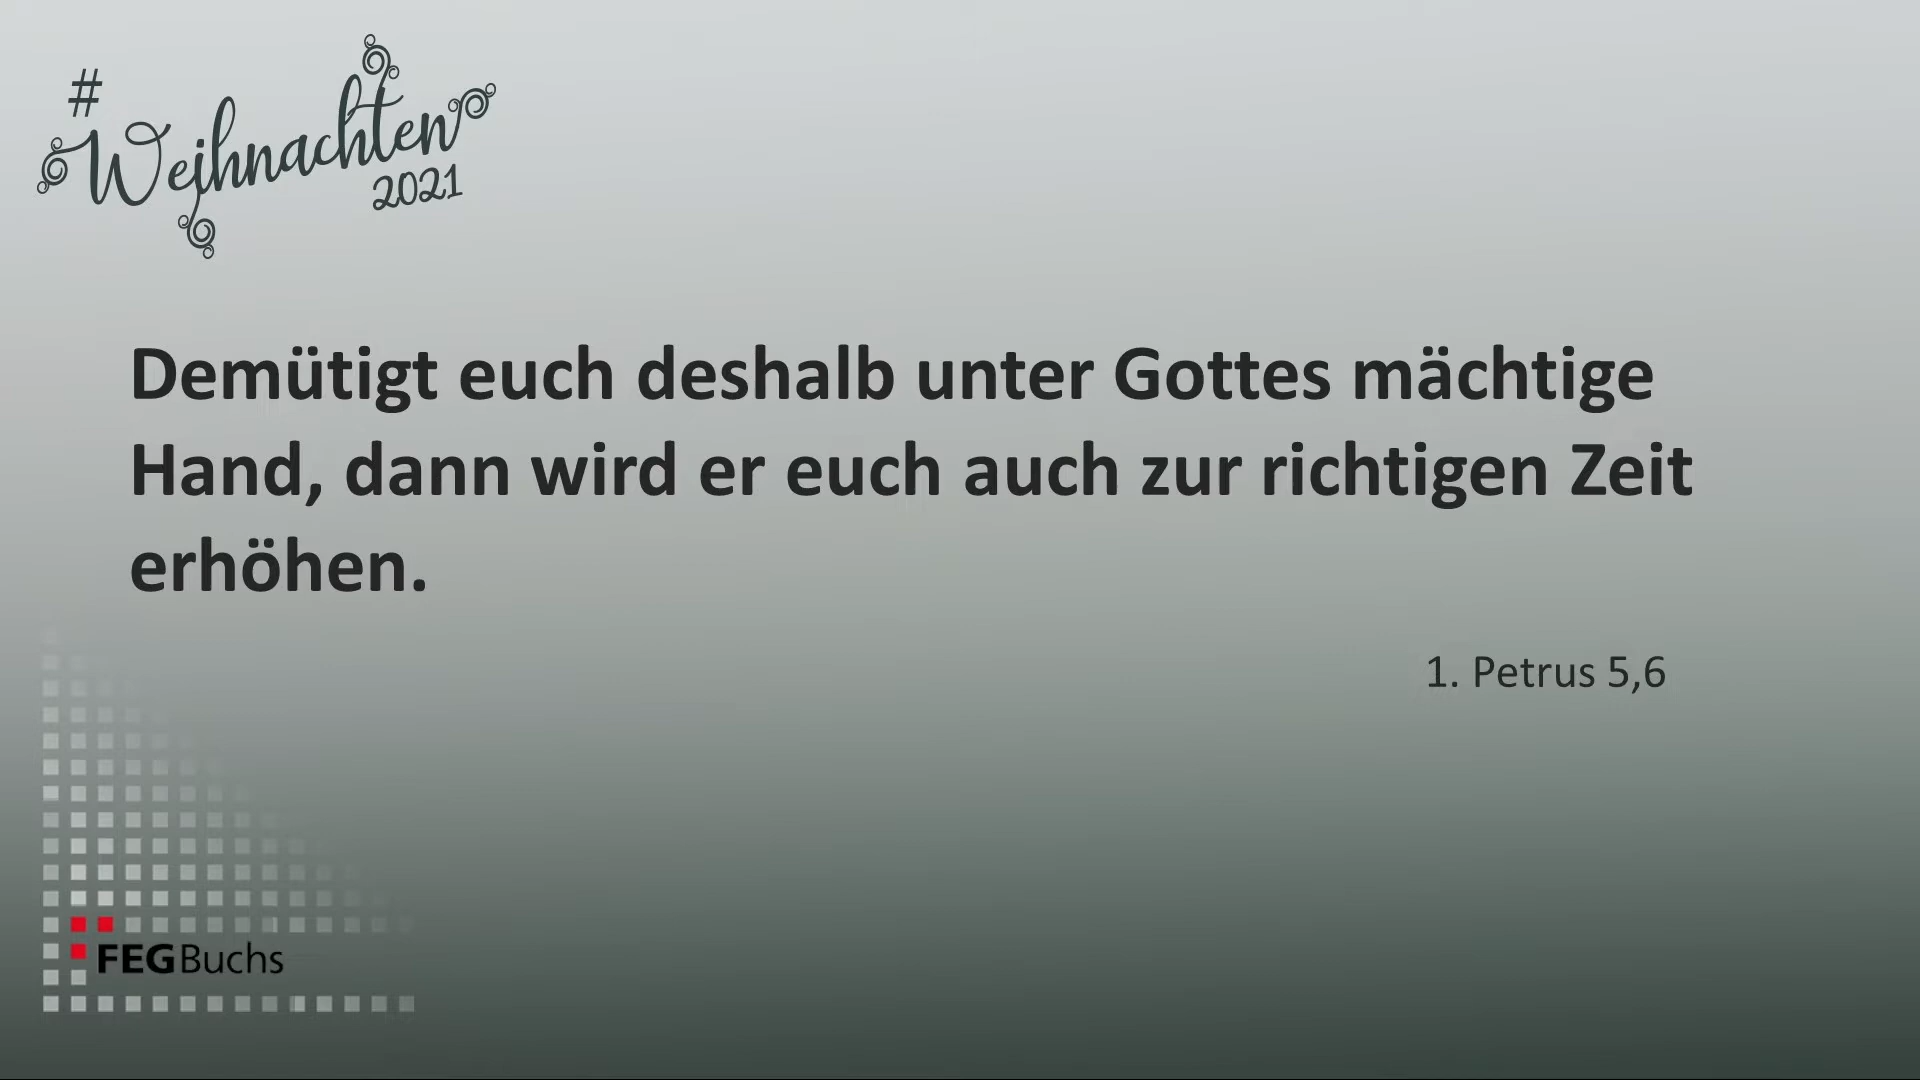 #
Weihnachten
2021
Demütigt euch deshalb unter Gottes mächtige
Hand, dann wird er euch auch zur richtigen Zeit
erhöhen.
1. Petrus 5,6
FEGBuchs